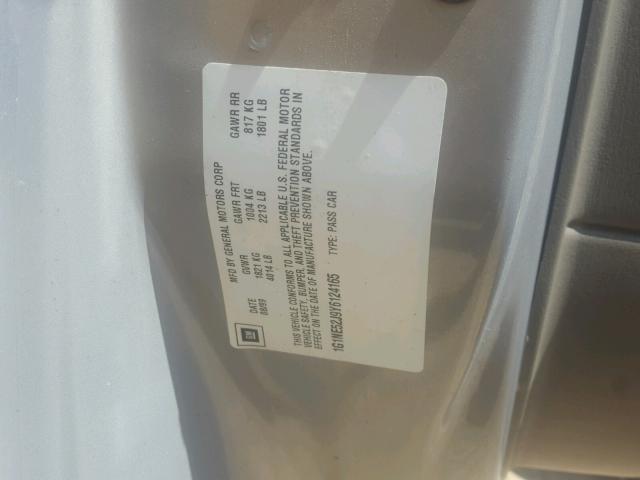 MFD BY GENERAL MOTORS CORP
DATE GVWR GAWR FRT GAWR RR
08/99 1821 KG 1004 KG 817 KG
4014 LB 2213 LB 1801 LB
GM
THIS VEHICLE CONFORMS TO ALL APPLICABLE U.S. FEDERAL MOTOR
VEHICLE SAFETY, BUMPER, AND THEFT PREVENTION STANDARDS IN
EFFECT ON THE DATE OF MANUFACTURE SHOWN ABOVE.
1G1NE52J9Y6124165 TYPE: PASS CAR